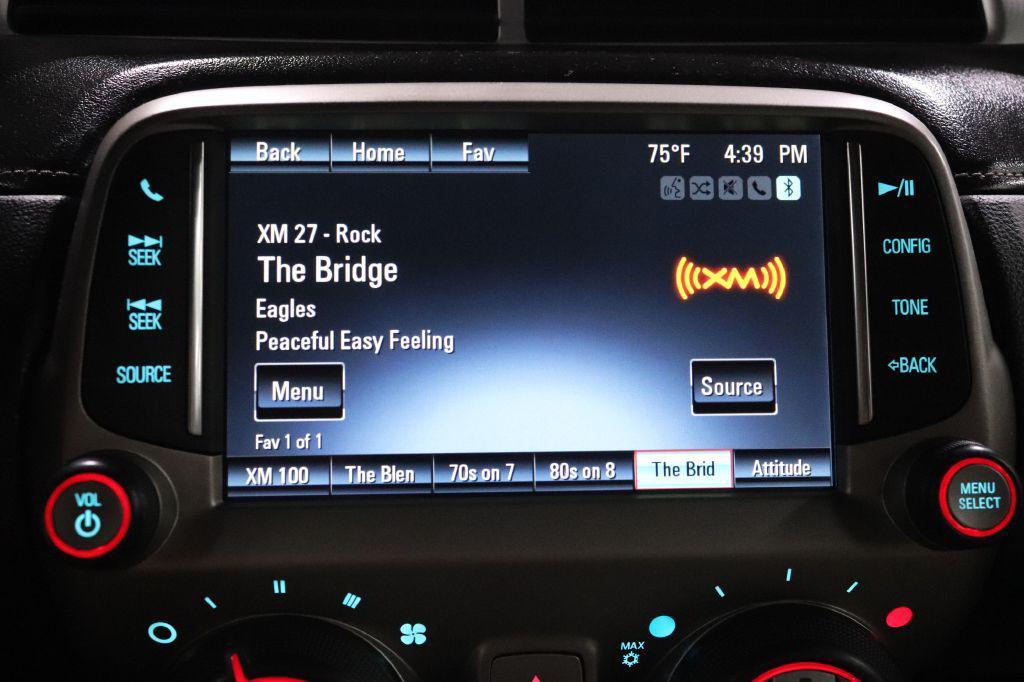 Back Home Fav 75°F 4:39 PM
XM 27 - Rock
The Bridge
((XM))
Eagles
Peaceful Easy Feeling
Menu Source
Fav 1 of 1
XM 100 The Blen 70s on 7 80s on 8 The Brid Attitude
SEEK
SEEK
SOURCE
CONFIG
TONE
BACK
VOL
MENU
SELECT
MAX